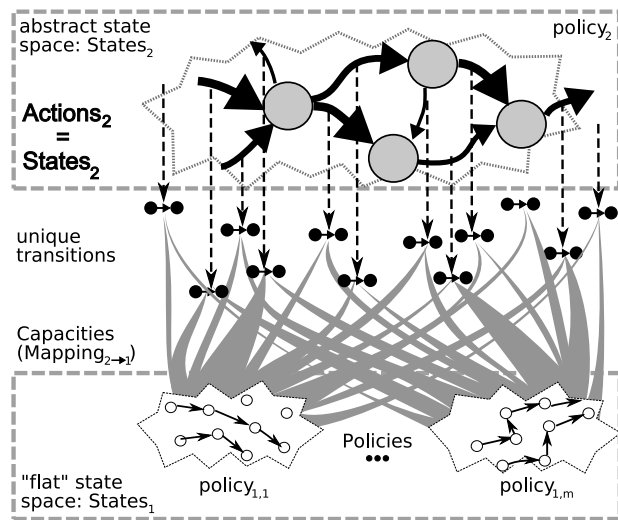 abstract state
space: States2
policy2
Actions2
=
States2
unique
transitions
Capacities
(Mapping2→1)
Policies
•••
"flat" state
space: States1
policy1,1
policy1,m